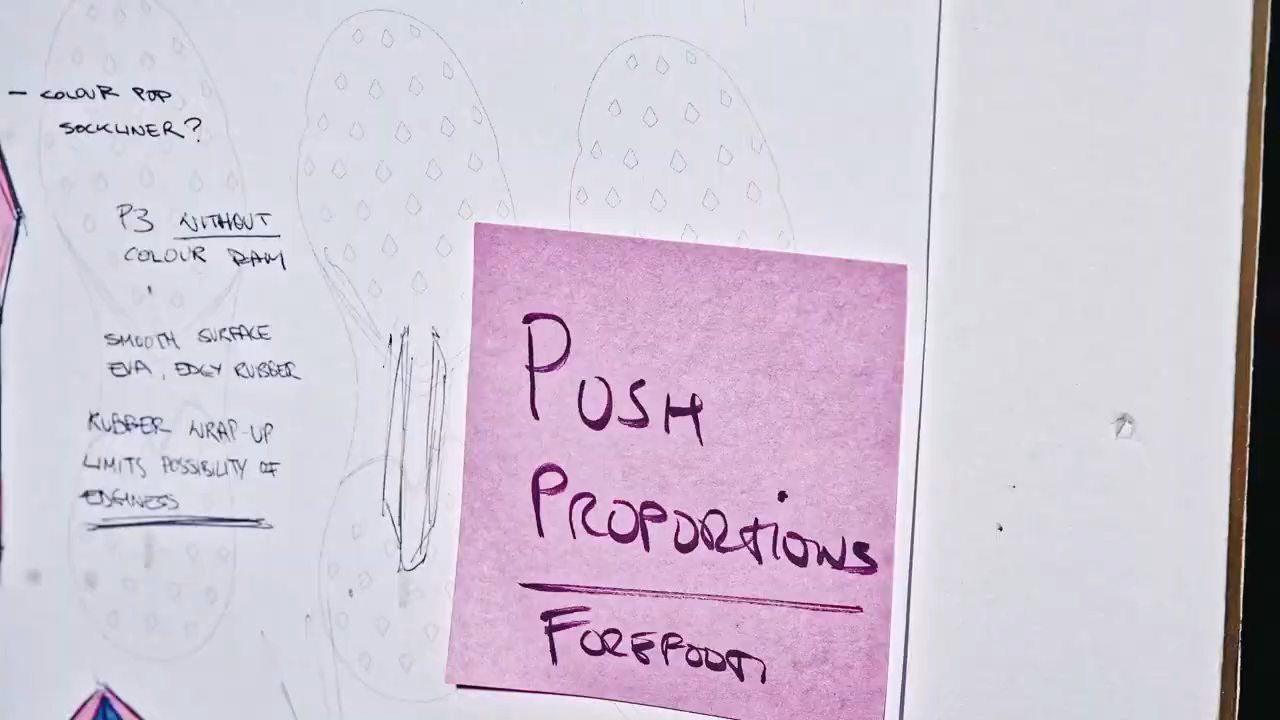 - COLOUR POP
SOCKLINER?
P3 WITHOUT
COLOUR DAM
SMOOTH SURFACE
EVA, EDGY RUBBER
RUBBER WRAP-UP
LIMITS POSSIBILITY OF
EDGINESS
PUSH
PROPORTIONS
FOREFOOT